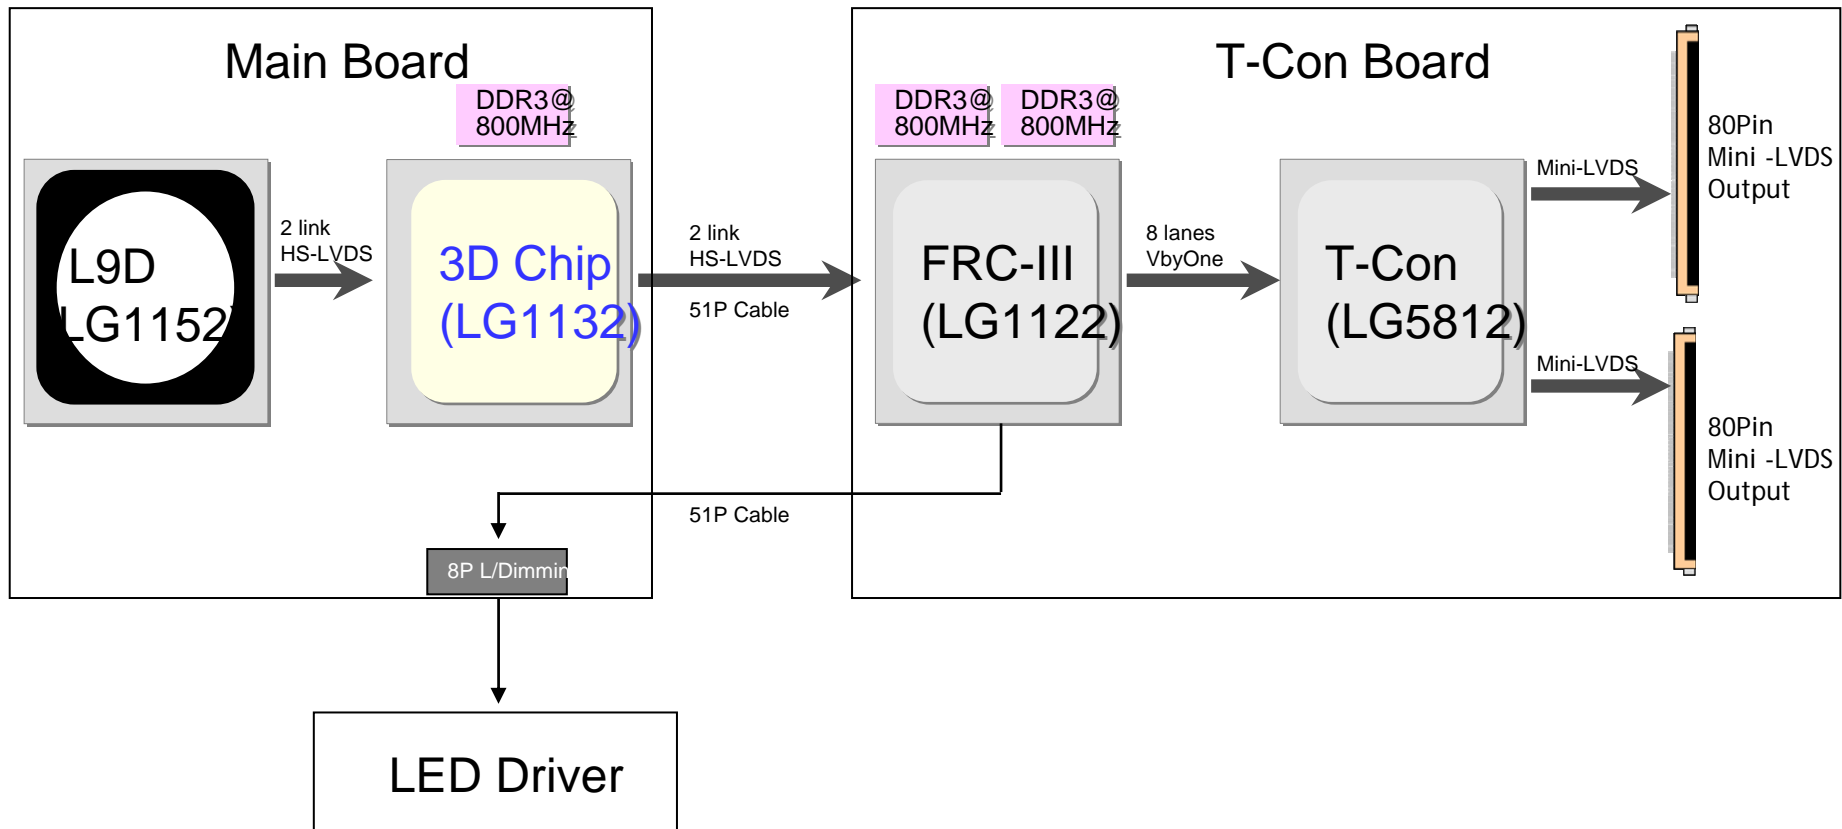 Main Board
T-Con Board
DDR3@
800MHz
DDR3@
800MHz
DDR3@
800MHz
L9D
LG1152)
2 link
HS-LVDS
3D Chip
(LG1132)
2 link
HS-LVDS
51P Cable
FRC-III
(LG1122)
8 lanes
VbyOne
T-Con
(LG5812)
Mini-LVDS
80Pin
Mini -LVDS
Output
Mini-LVDS
80Pin
Mini -LVDS
Output
51P Cable
8P L/Dimmin
LED Driver